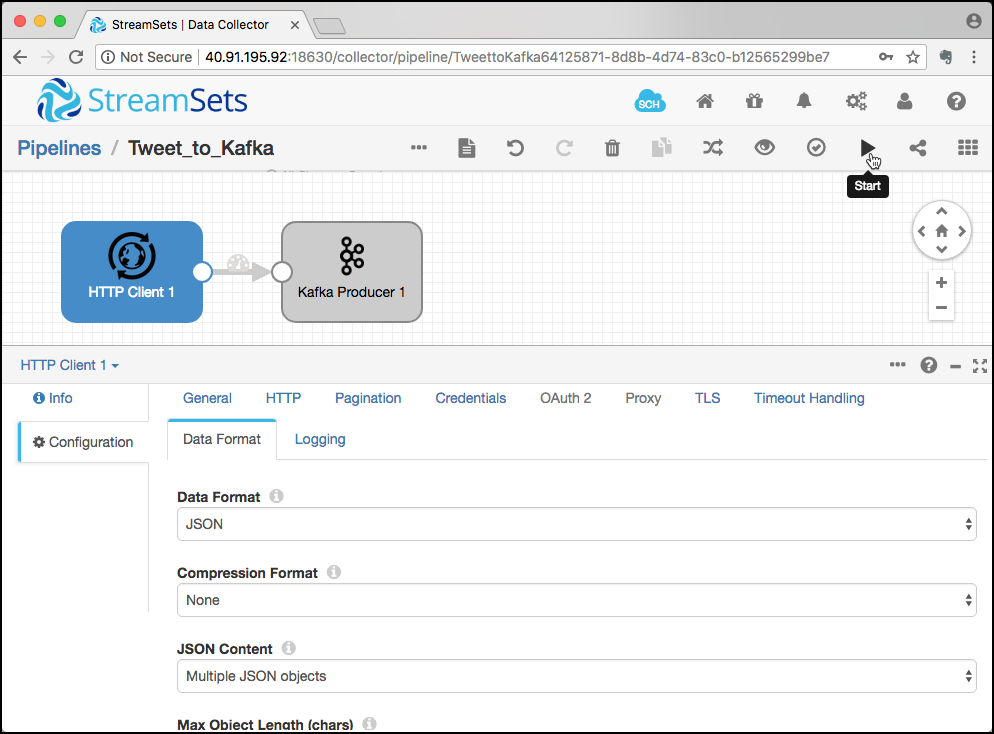 StreamSets | Data Collector
Not Secure 40.91.195.92:18630/collector/pipeline/TweettoKafka64125871-8d8b-4d74-83c0-b12565299be7
StreamSets
SCH
Pipelines / Tweet_to_Kafka
Start
HTTP Client 1
Kafka Producer 1
HTTP Client 1
Info
General HTTP Pagination Credentials OAuth 2 Proxy TLS Timeout Handling
Configuration
Data Format Logging
Data Format
JSON
Compression Format
None
JSON Content
Multiple JSON objects
Max Object Length (chars)